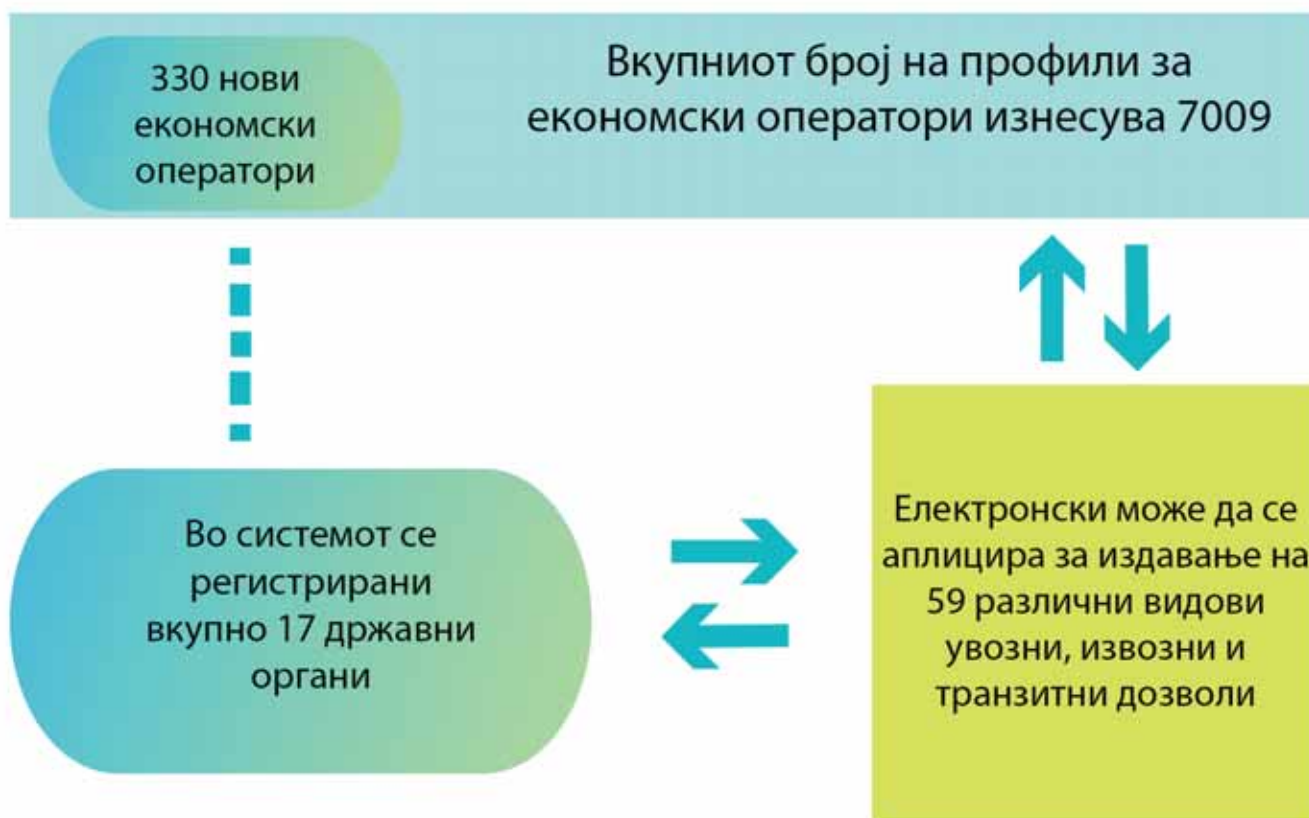 330 нови
економски
оператори
Вкупниот број на профили за
економски оператори изнесува 7009
Во системот се
регистрирани
вкупно 17 државни
органи
Електронски може да се
аплицира за издавање на
59 различни видови
увозни, извозни и
транзитни дозволи